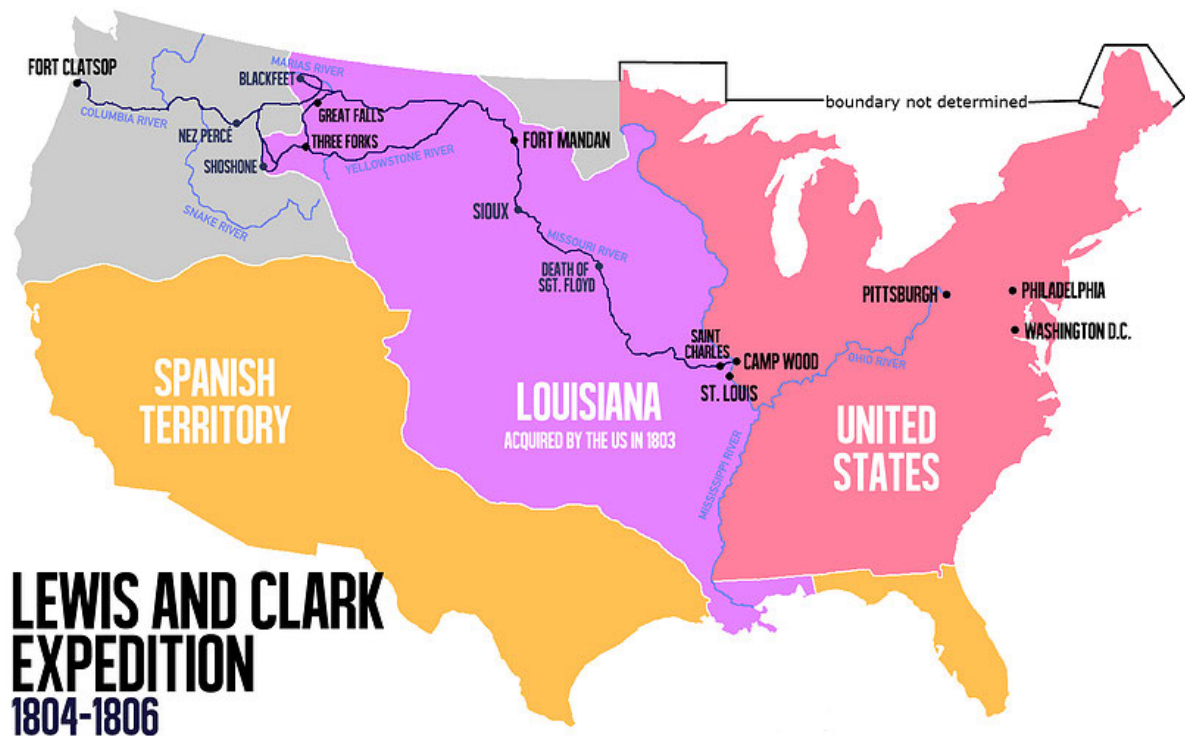 boundary not determined
FORT CLATSOP
COLUMBIA RIVER
NEZ PERCÉ
SHOSHONE
SNAKE RIVER
BLACKFEET
MARIAS RIVER
GREAT FALLS
THREE FORKS
YELLOWSTONE RIVER
FORT MANDAN
SIOUX
MISSOURI RIVER
DEATH OF
SGT. FLOYD
SAINT
CHARLES
CAMP WOOD
ST. LOUIS
PITTSBURGH
PHILADELPHIA
WASHINGTON D.C.
OHIO RIVER
MISSISSIPPI RIVER
SPANISH
TERRITORY
LOUISIANA
ACQUIRED BY THE US IN 1803
UNITED
STATES
LEWIS AND CLARK
EXPEDITION
1804-1806